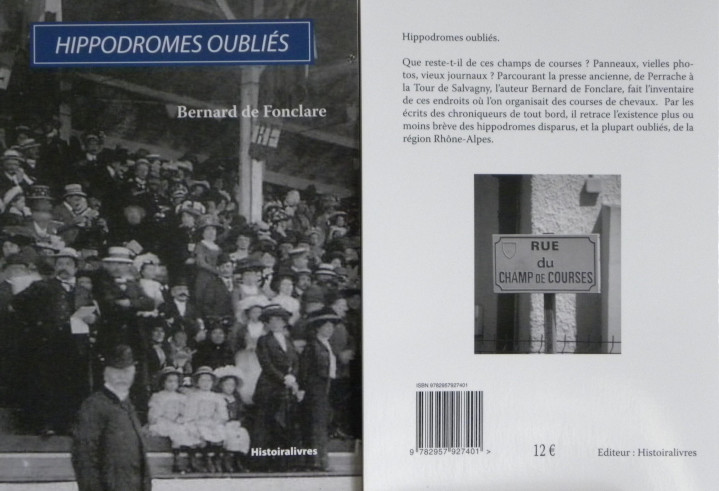 HIPPODROMES OUBLIÉS
Bernard de Fonclare
Histoiralivres
Hippodromes oubliés.
Que reste-t-il de ces champs de courses ? Panneaux, vielles pho-
tos, vieux journaux ? Parcourant la presse ancienne, de Perrache à
la Tour de Salvagny, l'auteur Bernard de Fonclare, fait l'inventaire
de ces endroits où l'on organisait des courses de chevaux. Par les
écrits des chroniqueurs de tout bord, il retrace l'existence plus ou
moins brève des hippodromes disparus, et la plupart oubliés, de la
région Rhône-Alpes.
RUE
du
CHAMP DE COURSES
ISBN 9782957927401
9 782957 927401 >
12 €
Editeur : Histoiralivres